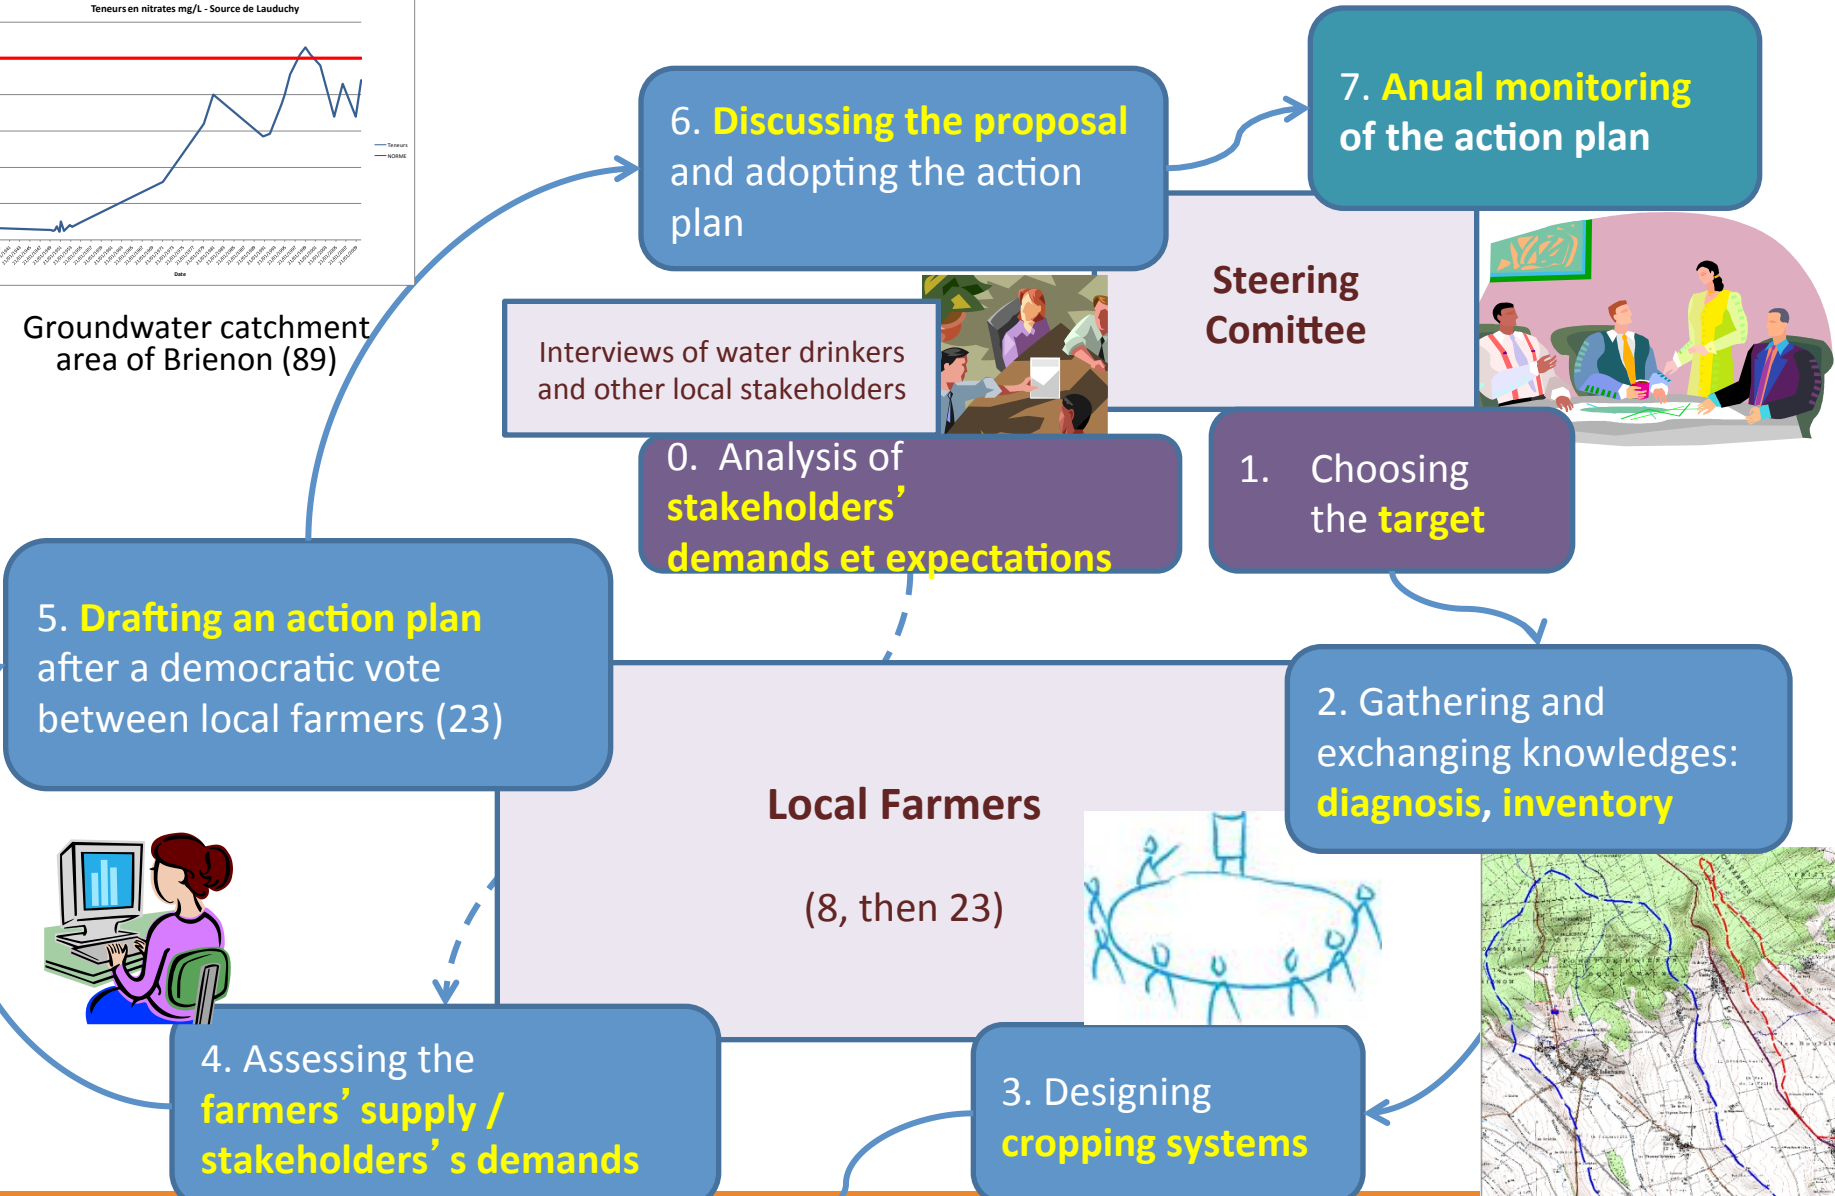 Teneurs en nitrates mg/L - Source de Lauduchy
Teneurs
NORME
Date
Groundwater catchment
area of Brienon (89)
6. Discussing the proposal
and adopting the action
plan
7. Anual monitoring
of the action plan
Steering
Comittee
Interviews of water drinkers
and other local stakeholders
0. Analysis of
stakeholders’
demands et expectations
1. Choosing
the target
5. Drafting an action plan
after a democratic vote
between local farmers (23)
2. Gathering and
exchanging knowledges:
diagnosis, inventory
Local Farmers
(8, then 23)
4. Assessing the
farmers’ supply /
stakeholders’ s demands
3. Designing
cropping systems